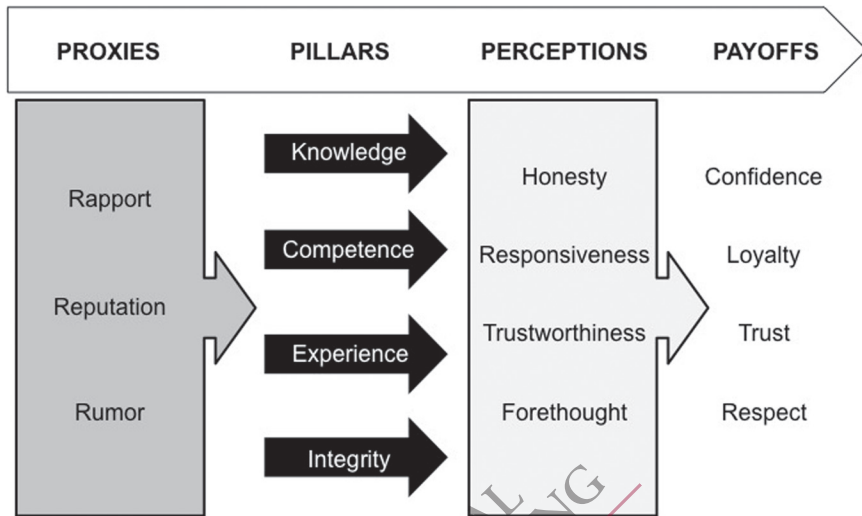 PROXIES PILLARS PERCEPTIONS PAYOFFS
Rapport
Reputation
Rumor
Knowledge
Competence
Experience
Integrity
Honesty
Responsiveness
Trustworthiness
Forethought
Confidence
Loyalty
Trust
Respect